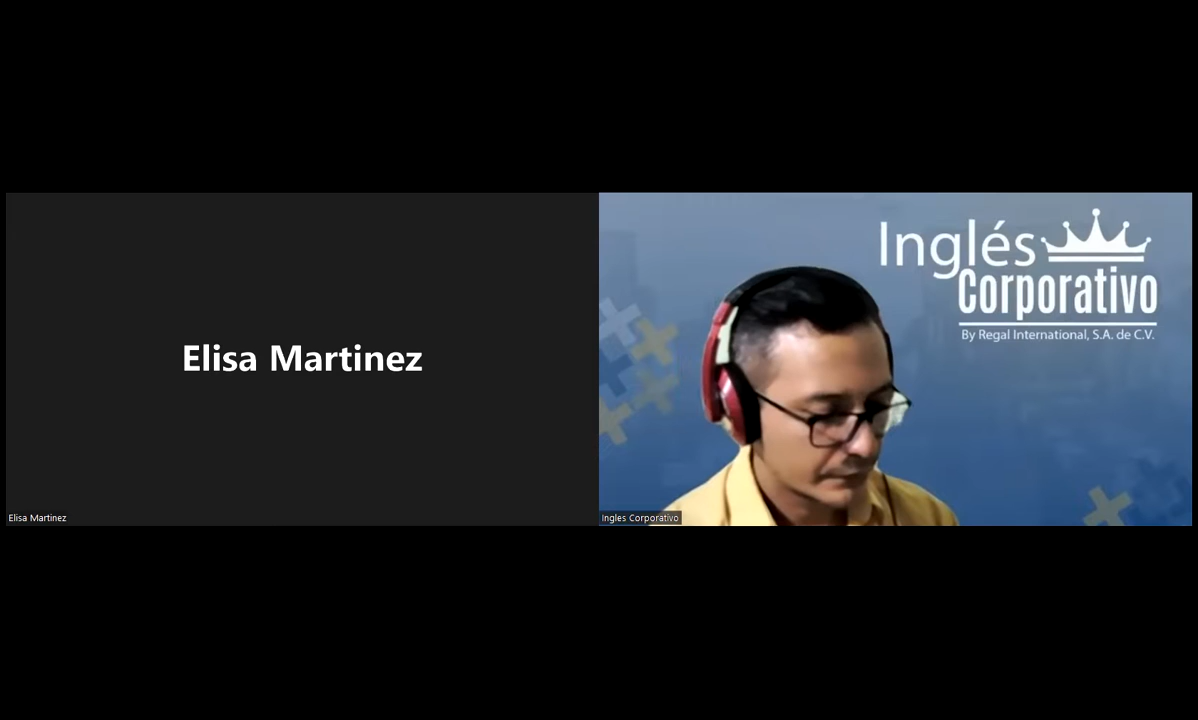 Elisa Martinez
Elisa Martinez
Inglés
Corporativo
By Regal International, S.A. de C.V.
Ingles Corporativo